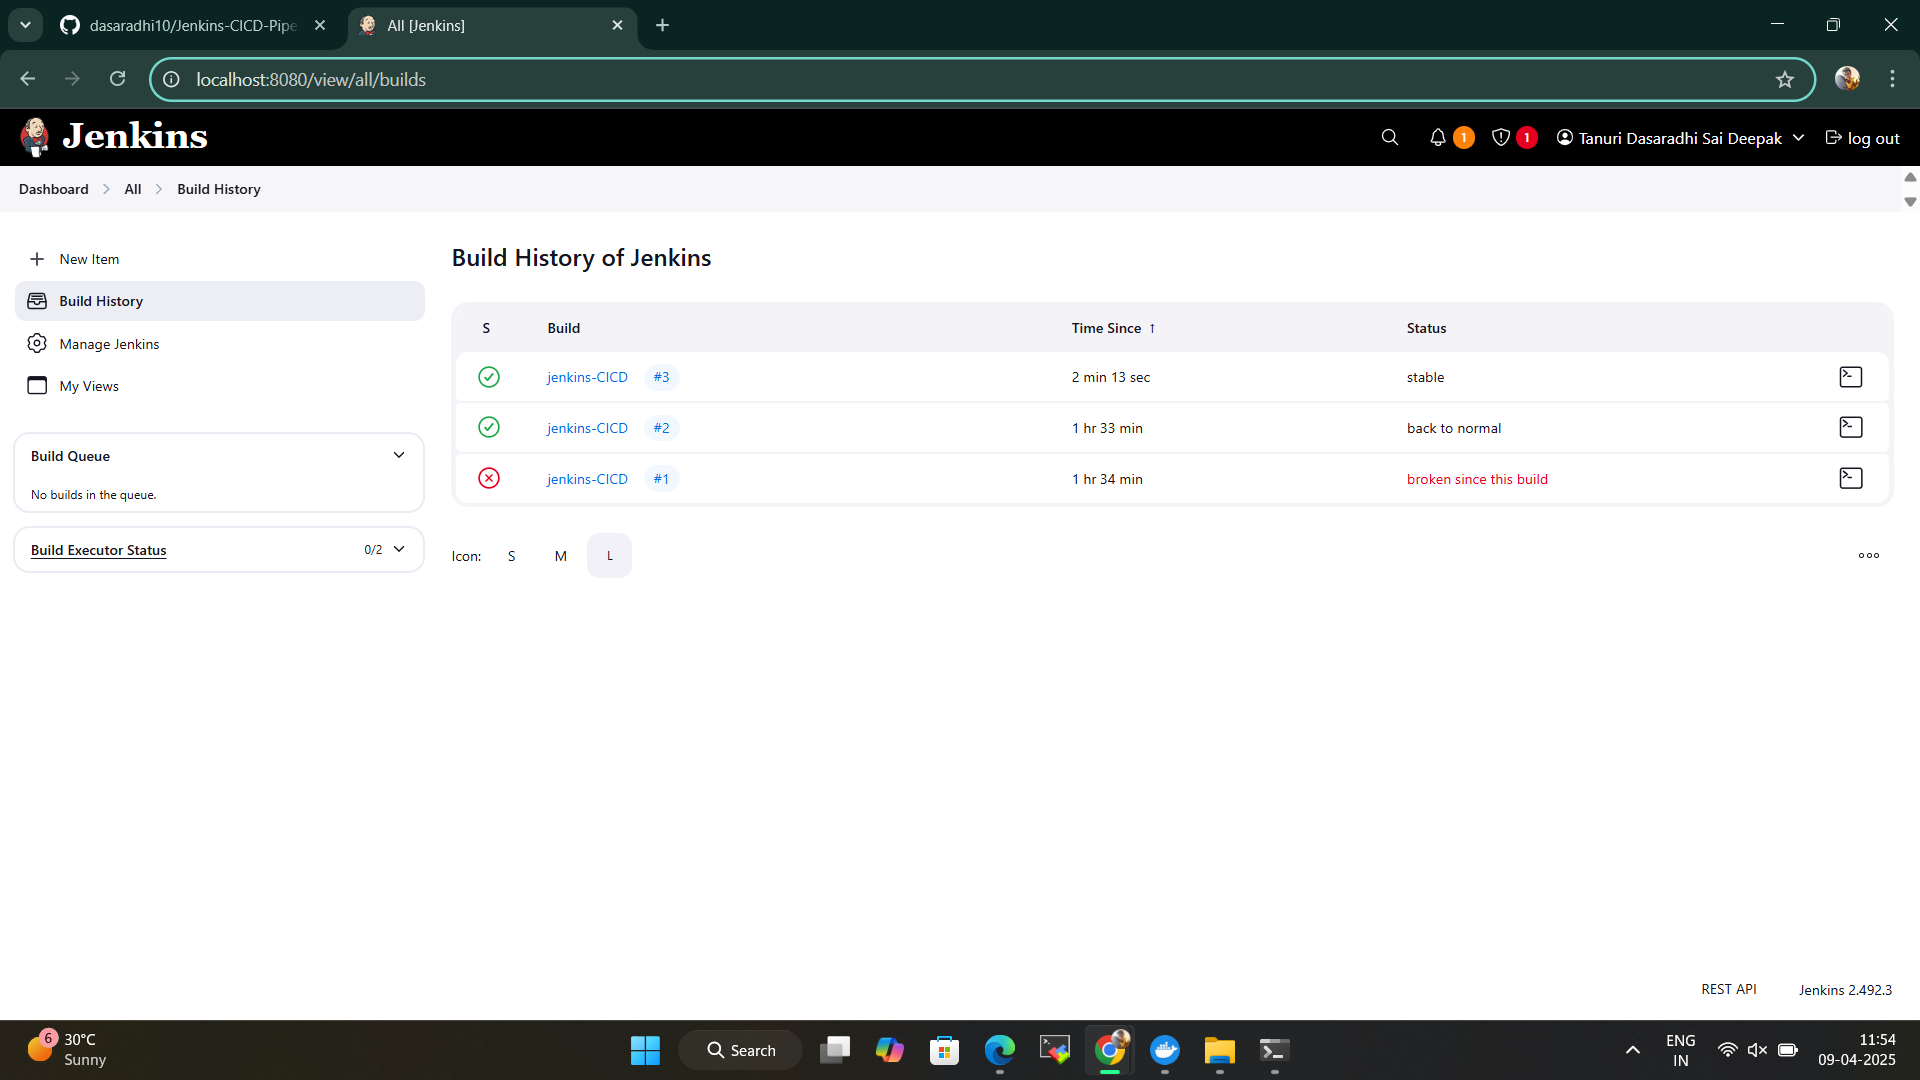 dasaradhi10/Jenkins-CICD-Pipe
All [Jenkins]
localhost:8080/view/all/builds
Jenkins
1
1
Tanuri Dasaradhi Sai Deepak
log out
Dashboard
All
Build History
New Item
Build History
Manage Jenkins
My Views
Build Queue
No builds in the queue.
Build Executor Status 0/2
Build History of Jenkins
S Build Time Since ↑ Status
jenkins-CICD #3 2 min 13 sec stable
jenkins-CICD #2 1 hr 33 min back to normal
jenkins-CICD #1 1 hr 34 min broken since this build
Icon: S M L
REST API Jenkins 2.492.3
6
30°C
Sunny
Search
ENG
IN
11:54
09-04-2025